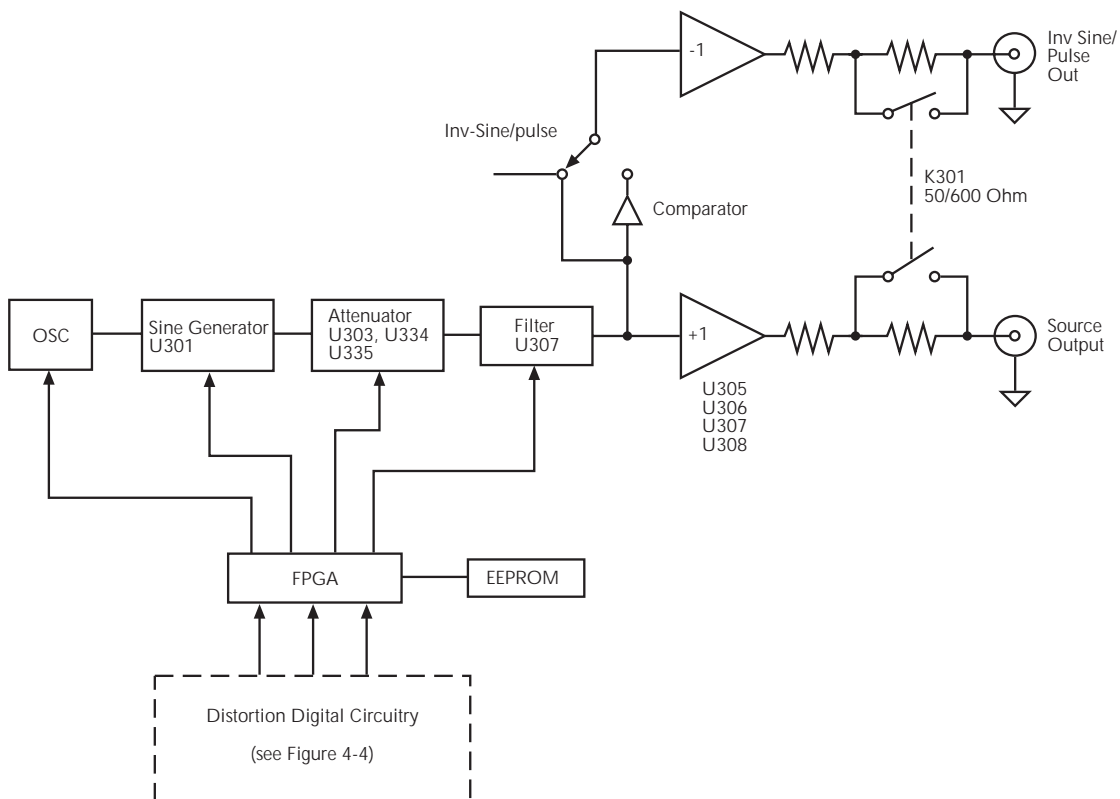 -1
Inv Sine/
Pulse
Out
Inv-Sine/pulse
K301
50/600 Ohm
Comparator
OSC
Sine Generator
U301
Attenuator
U303, U334
U335
Filter
U307
+1
Source
Output
U305
U306
U307
U308
FPGA
EEPROM
Distortion Digital Circuitry
(see Figure 4-4)